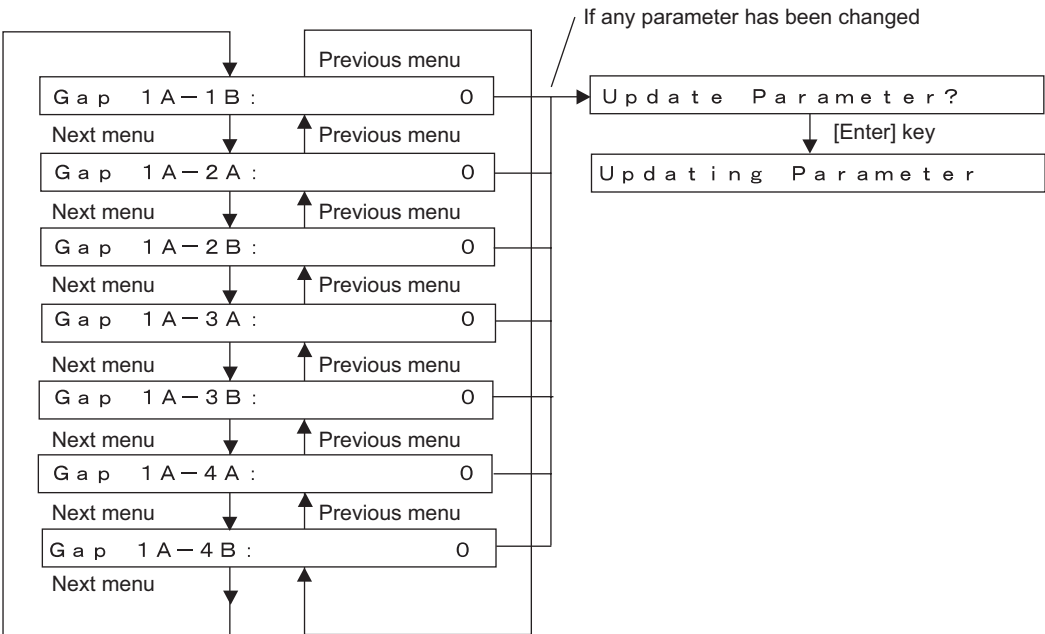 If any parameter has been changed
Previous menu
Gap 1A-1B: 0
Update Parameter?
Next menu
Previous menu
[Enter] key
Gap 1A-2A: 0
Updating Parameter
Next menu
Previous menu
Gap 1A-2B: 0
Next menu
Previous menu
Gap 1A-3A: 0
Next menu
Previous menu
Gap 1A-3B: 0
Next menu
Previous menu
Gap 1A-4A: 0
Next menu
Previous menu
Gap 1A-4B: 0
Next menu